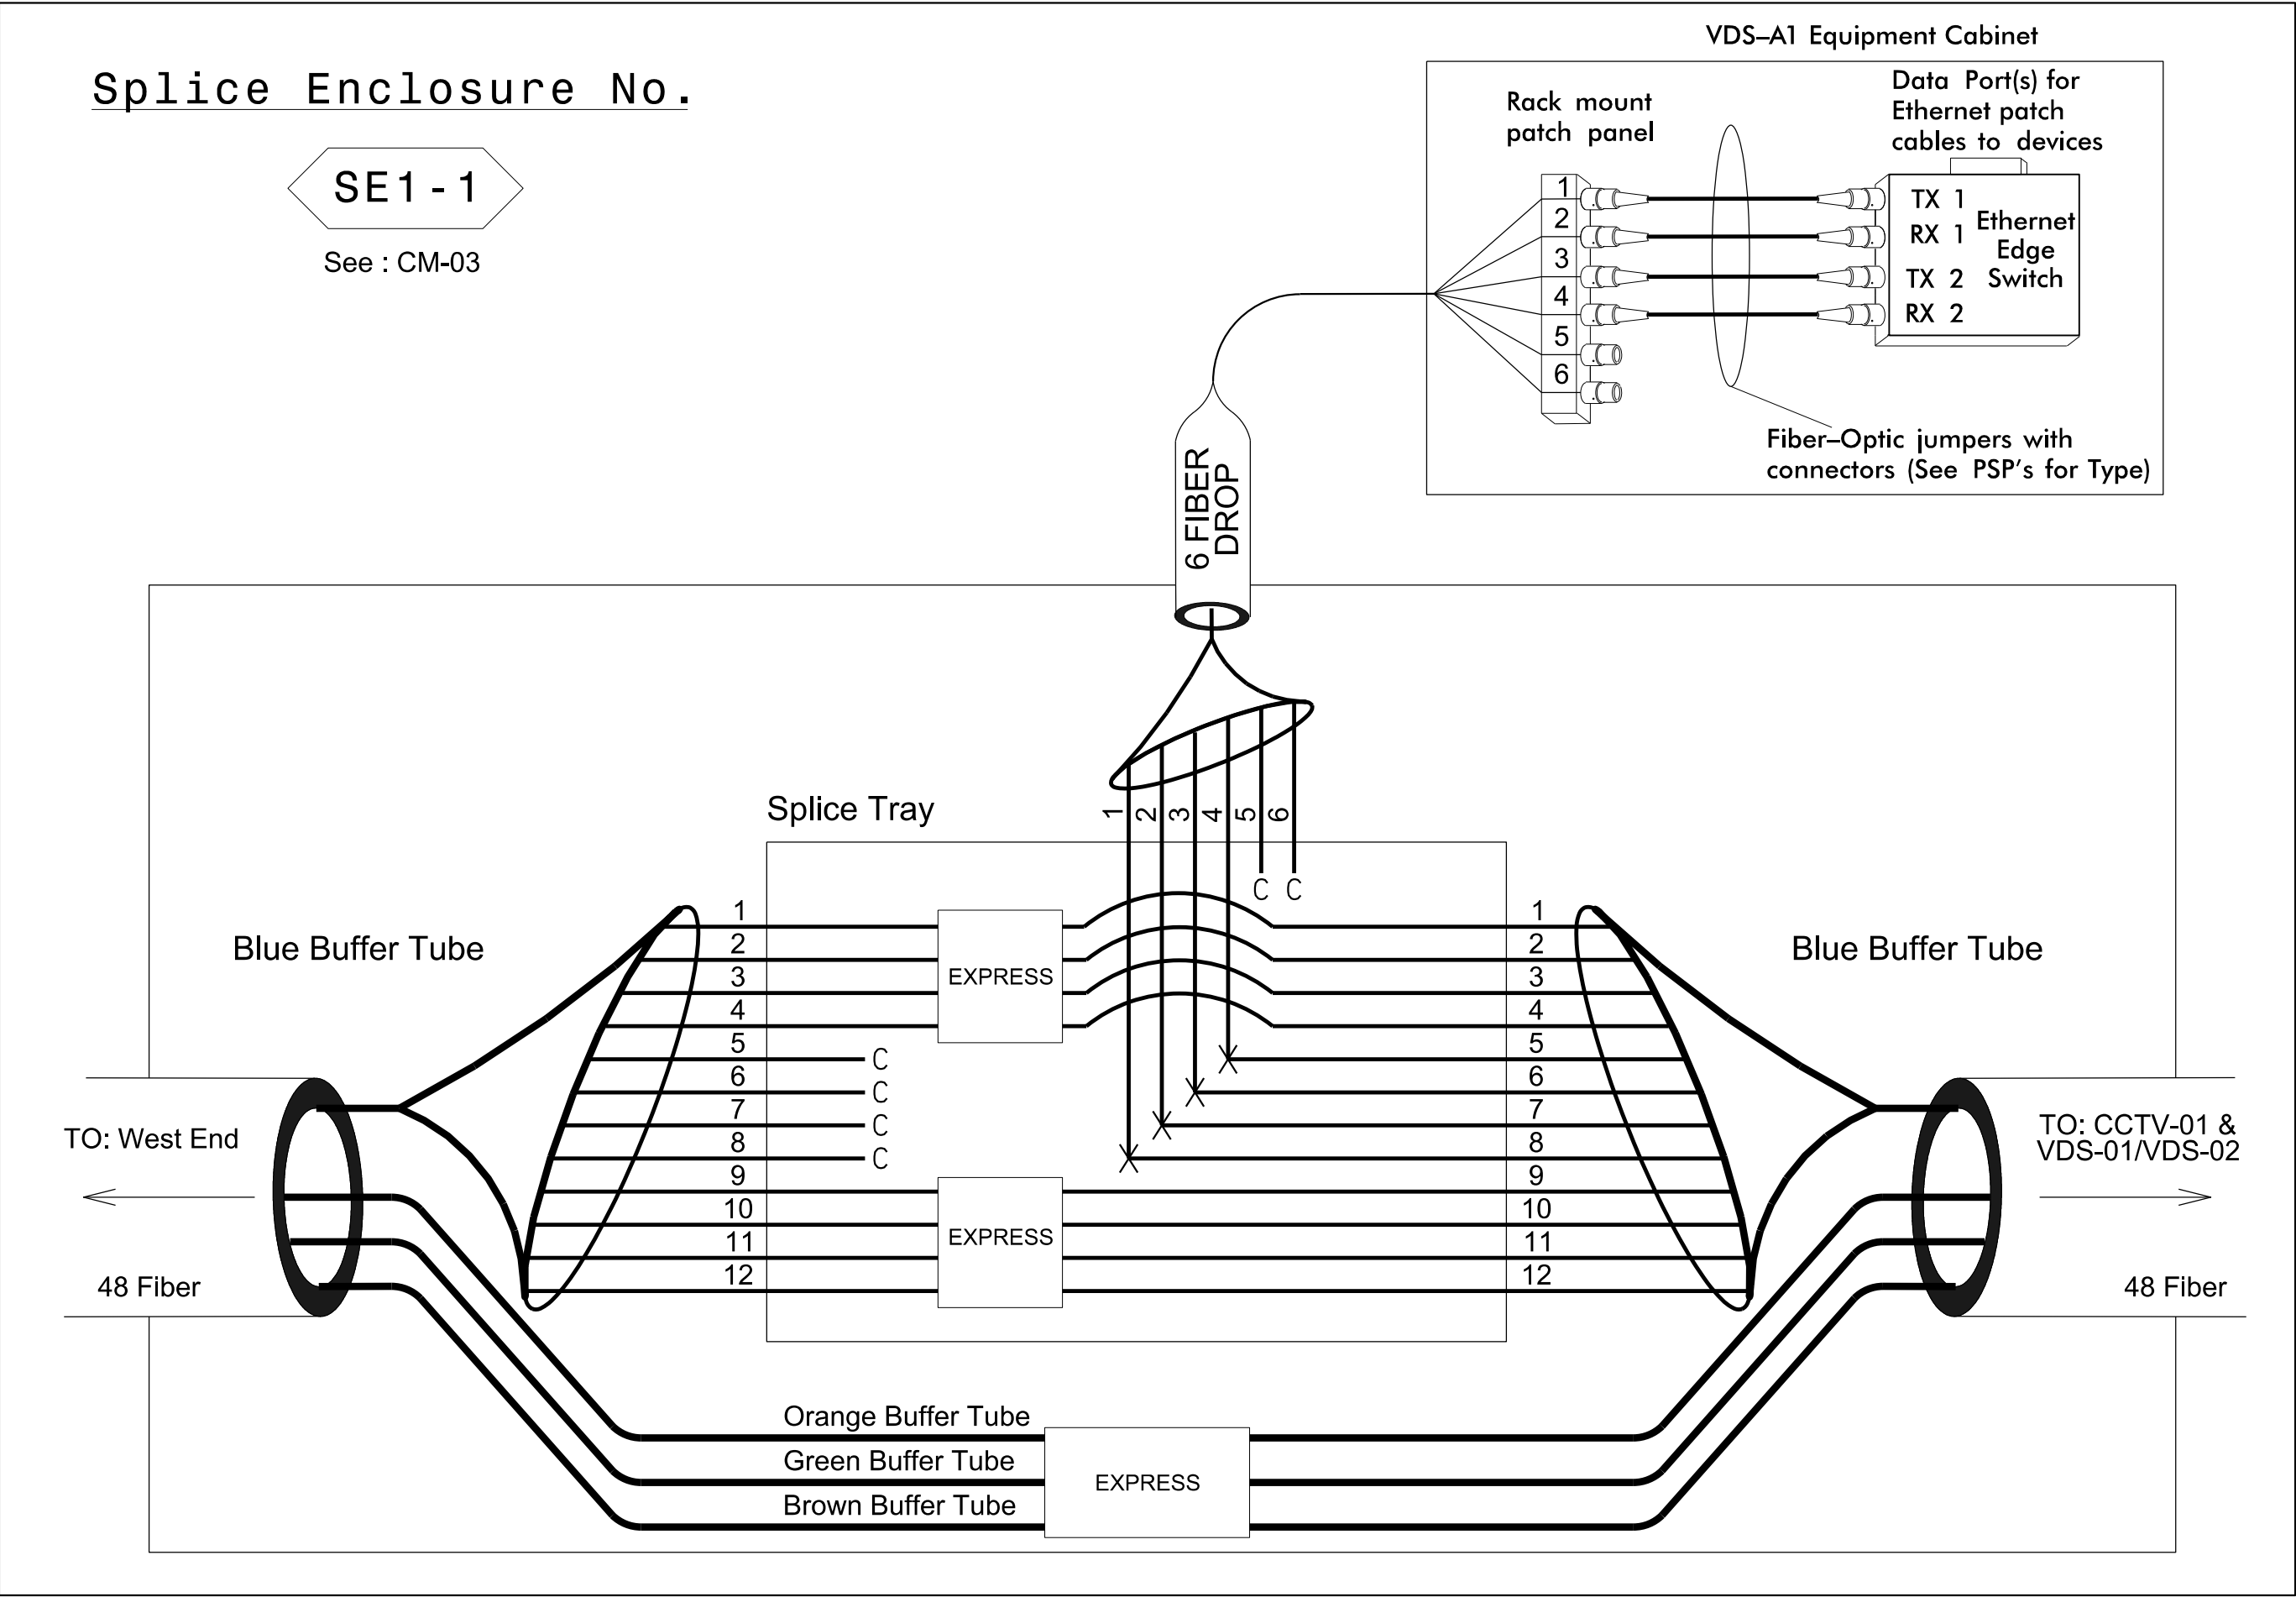 Splice Enclosure No.
SE1-1
See : CM-03
VDS–A1 Equipment Cabinet
Rack mount
patch panel
Data Port(s) for
Ethernet patch
cables to devices
1
2
3
4
5
6
TX 1
RX 1
TX 2
RX 2
Ethernet
Edge
Switch
Fiber–Optic jumpers with
connectors (See PSP's for Type)
6 FIBER
DROP
Splice Tray
1
2
3
4
5
6
C C
Blue Buffer Tube
1
2
3
4
5
6
7
8
9
10
11
12
C
C
C
C
EXPRESS
EXPRESS
X
X
X
X
1
2
3
4
5
6
7
8
9
10
11
12
Blue Buffer Tube
TO: West End
48 Fiber
TO: CCTV-01 &
VDS-01/VDS-02
48 Fiber
Orange Buffer Tube
Green Buffer Tube
Brown Buffer Tube
EXPRESS